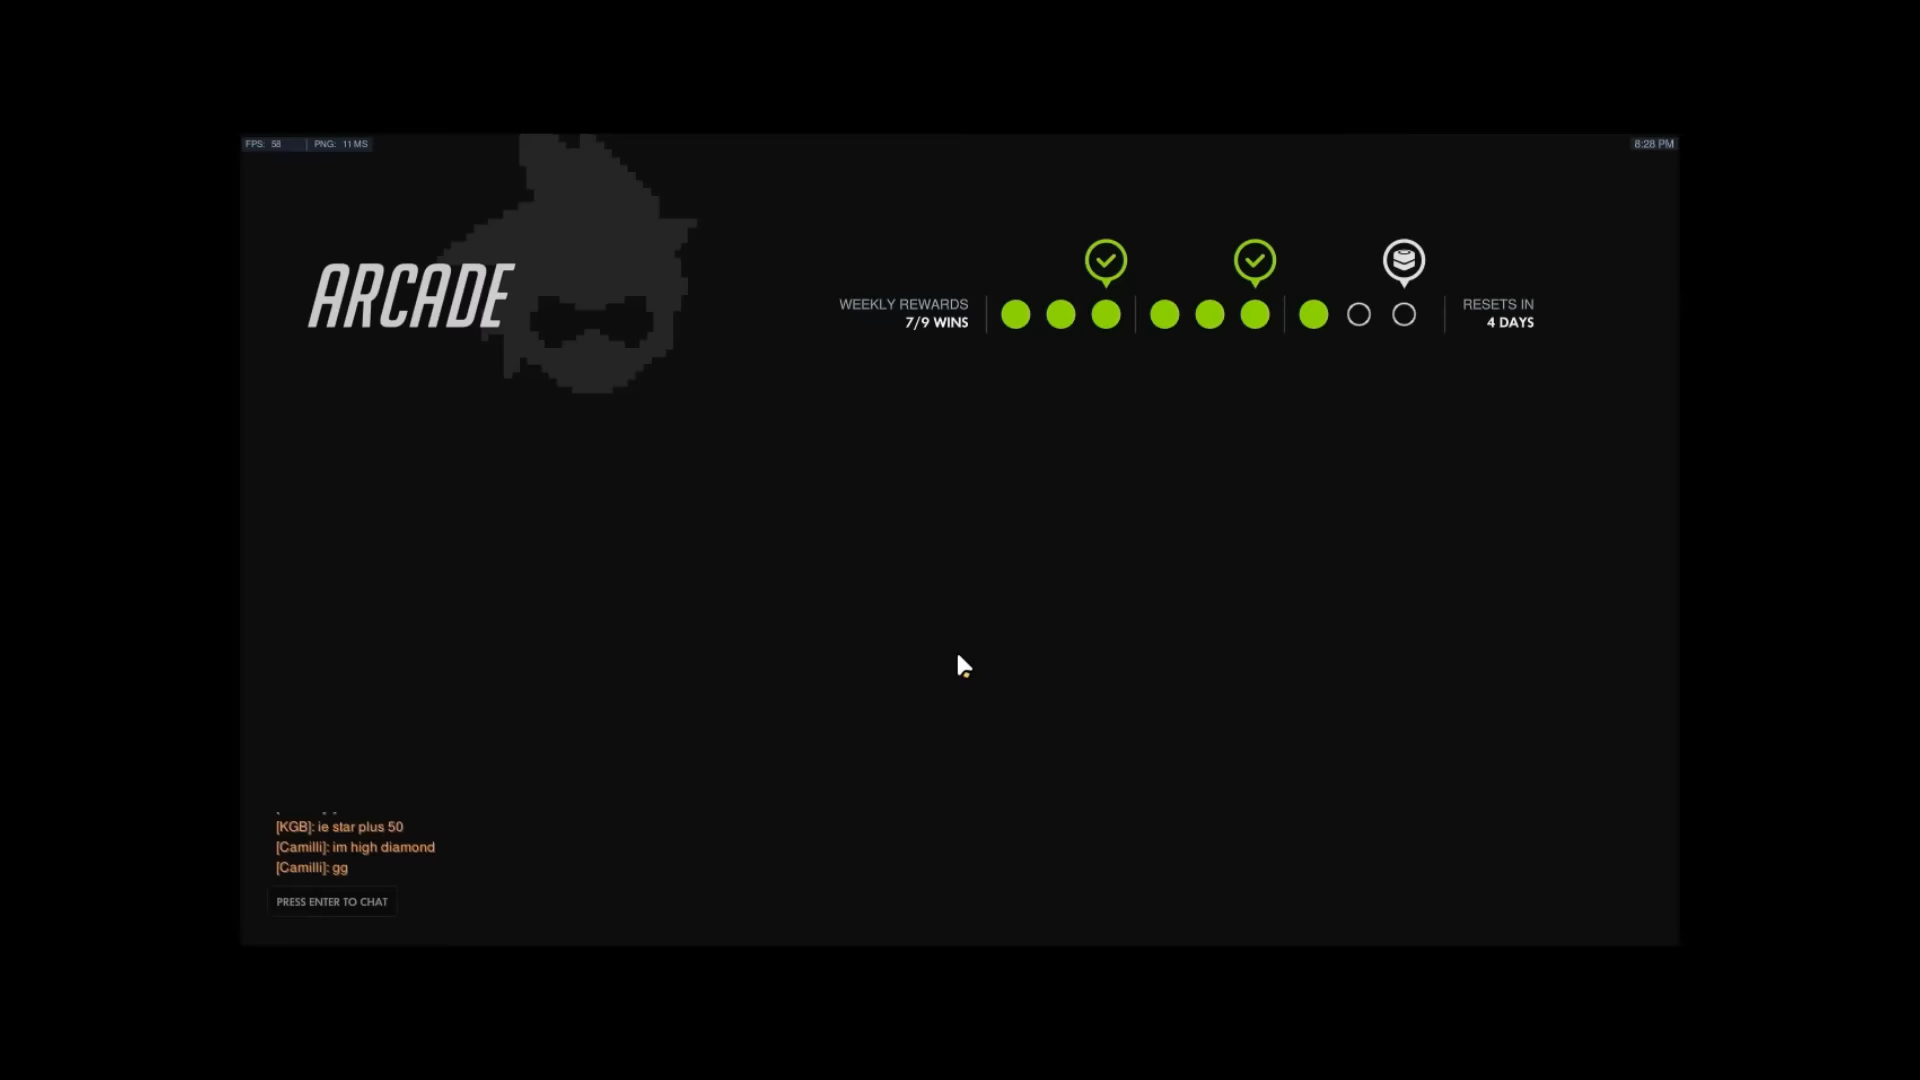 FPS: 58 | PNG: 11 MS
8:28 PM
ARCADE
WEEKLY REWARDS
7/9 WINS
RESETS IN
4 DAYS
[KGB]: ie star plus 50
[Camilli]: im high diamond
[Camilli]: gg
PRESS ENTER TO CHAT